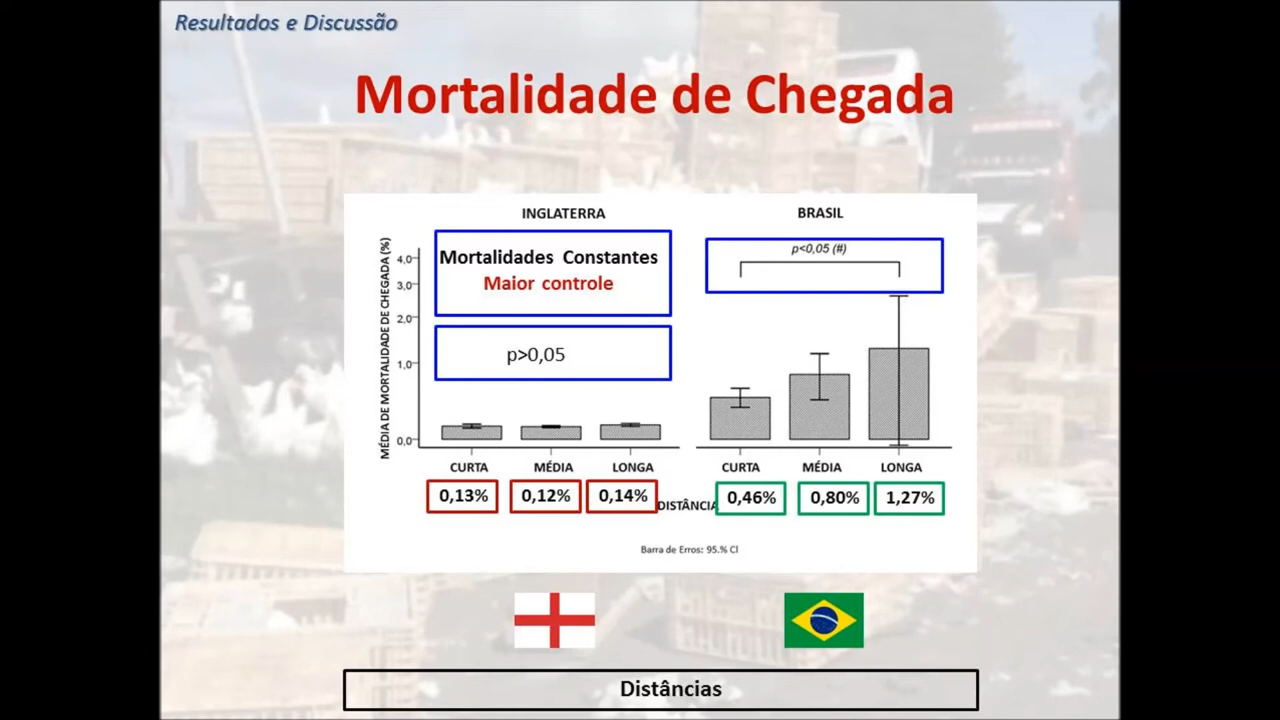 Resultados e Discussão
Mortalidade de Chegada
INGLATERRA
BRASIL
MÉDIA DE MORTALIDADE DE CHEGADA (%)
4,0
3,0
2,0
1,0
0,0
Mortalidades Constantes
Maior controle
p>0,05
p<0,05 (#)
CURTA MÉDIA LONGA
CURTA MÉDIA LONGA
0,13% 0,12% 0,14%
DISTÂNCIA
0,46% 0,80% 1,27%
Barra de Erros: 95.% Cl
Distâncias